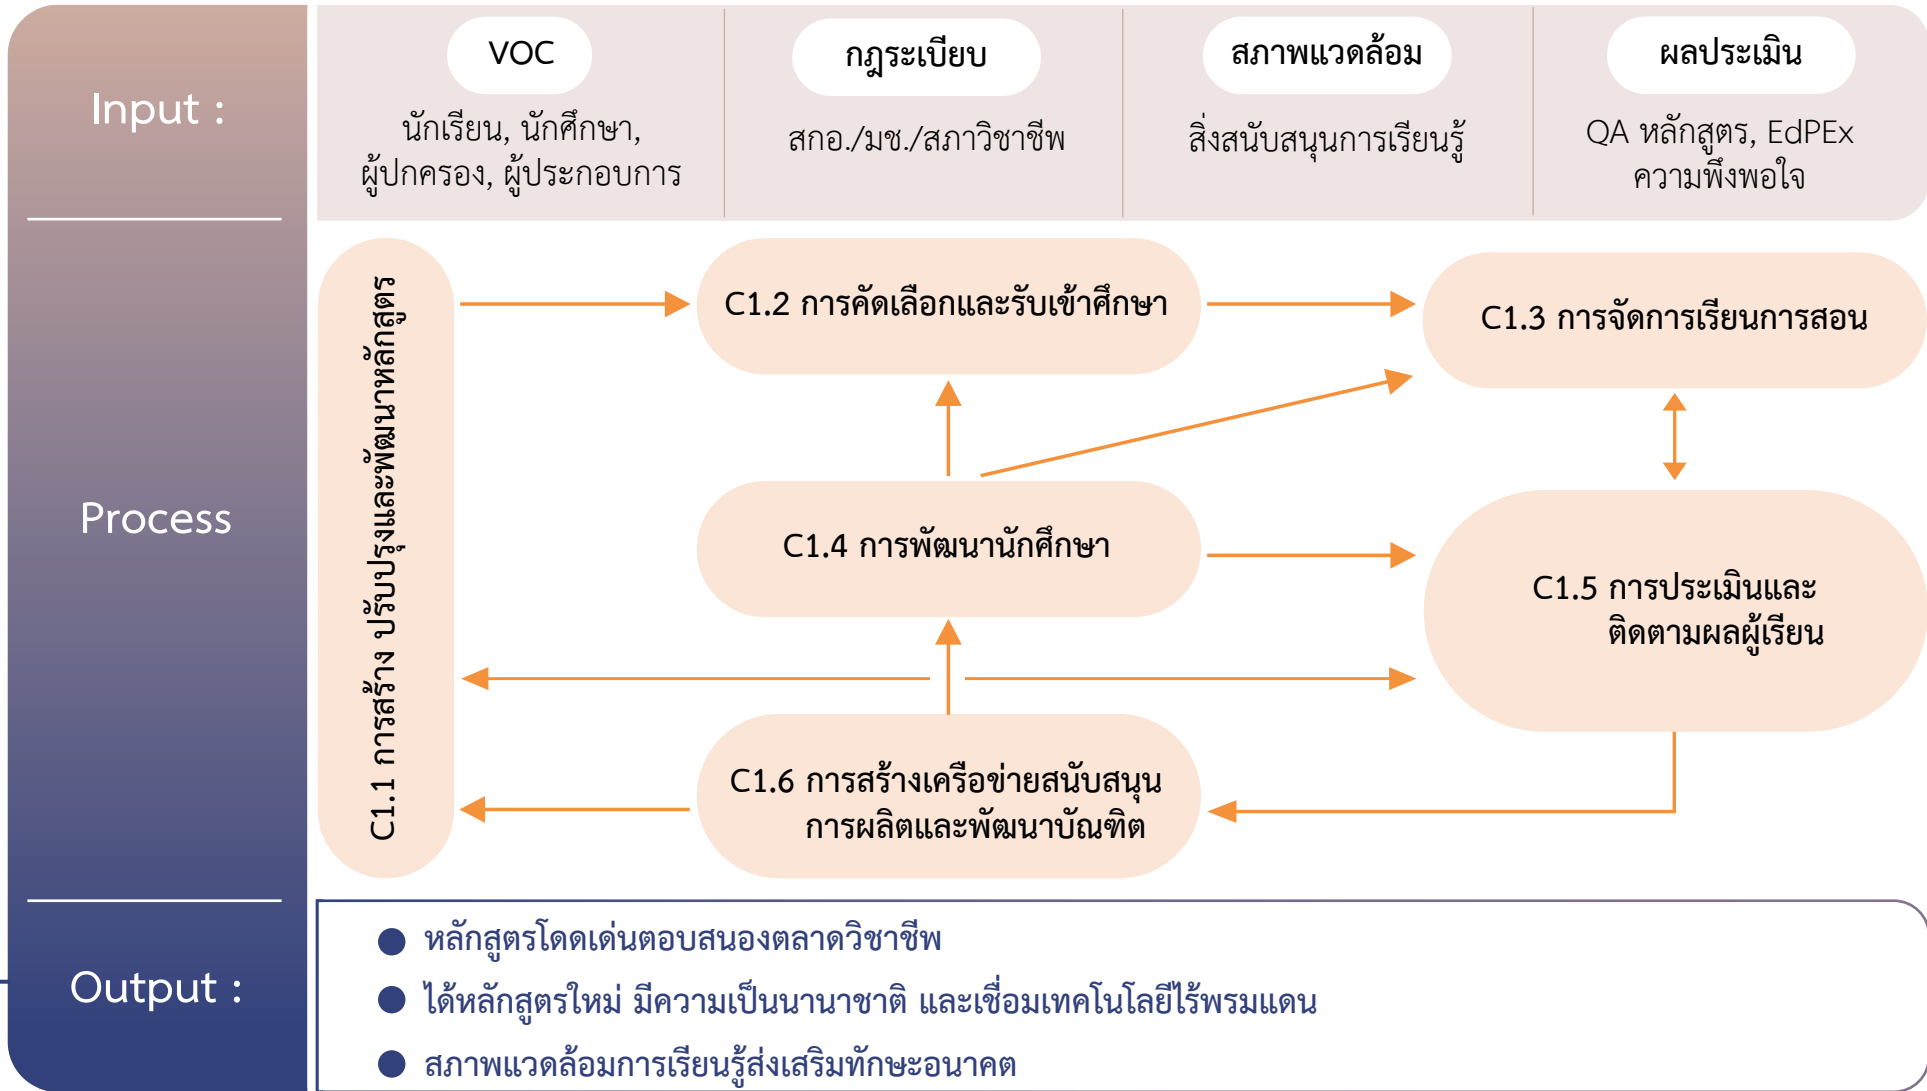 Input :
VOC
นักเรียน, นักศึกษา,
ผู้ปกครอง, ผู้ประกอบการ
กฎระเบียบ
สกอ./มช./สภาวิชาชีพ
สภาพแวดล้อม
สิ่งสนับสนุนการเรียนรู้
ผลประเมิน
QA หลักสูตร, EdPEx
ความพึงพอใจ
Process
C1.1 การสร้าง ปรับปรุงและพัฒนาหลักสูตร
C1.2 การคัดเลือกและรับเข้าศึกษา
C1.3 การจัดการเรียนการสอน
C1.4 การพัฒนานักศึกษา
C1.5 การประเมินและ
ติดตามผลผู้เรียน
C1.6 การสร้างเครือข่ายสนับสนุน
การผลิตและพัฒนาบัณฑิต
Output :
● หลักสูตรโดดเด่นตอบสนองตลาดวิชาชีพ
● ได้หลักสูตรใหม่ มีความเป็นนานาชาติ และเชื่อมเทคโนโลยีไร้พรมแดน
● สภาพแวดล้อมการเรียนรู้ส่งเสริมทักษะอนาคต